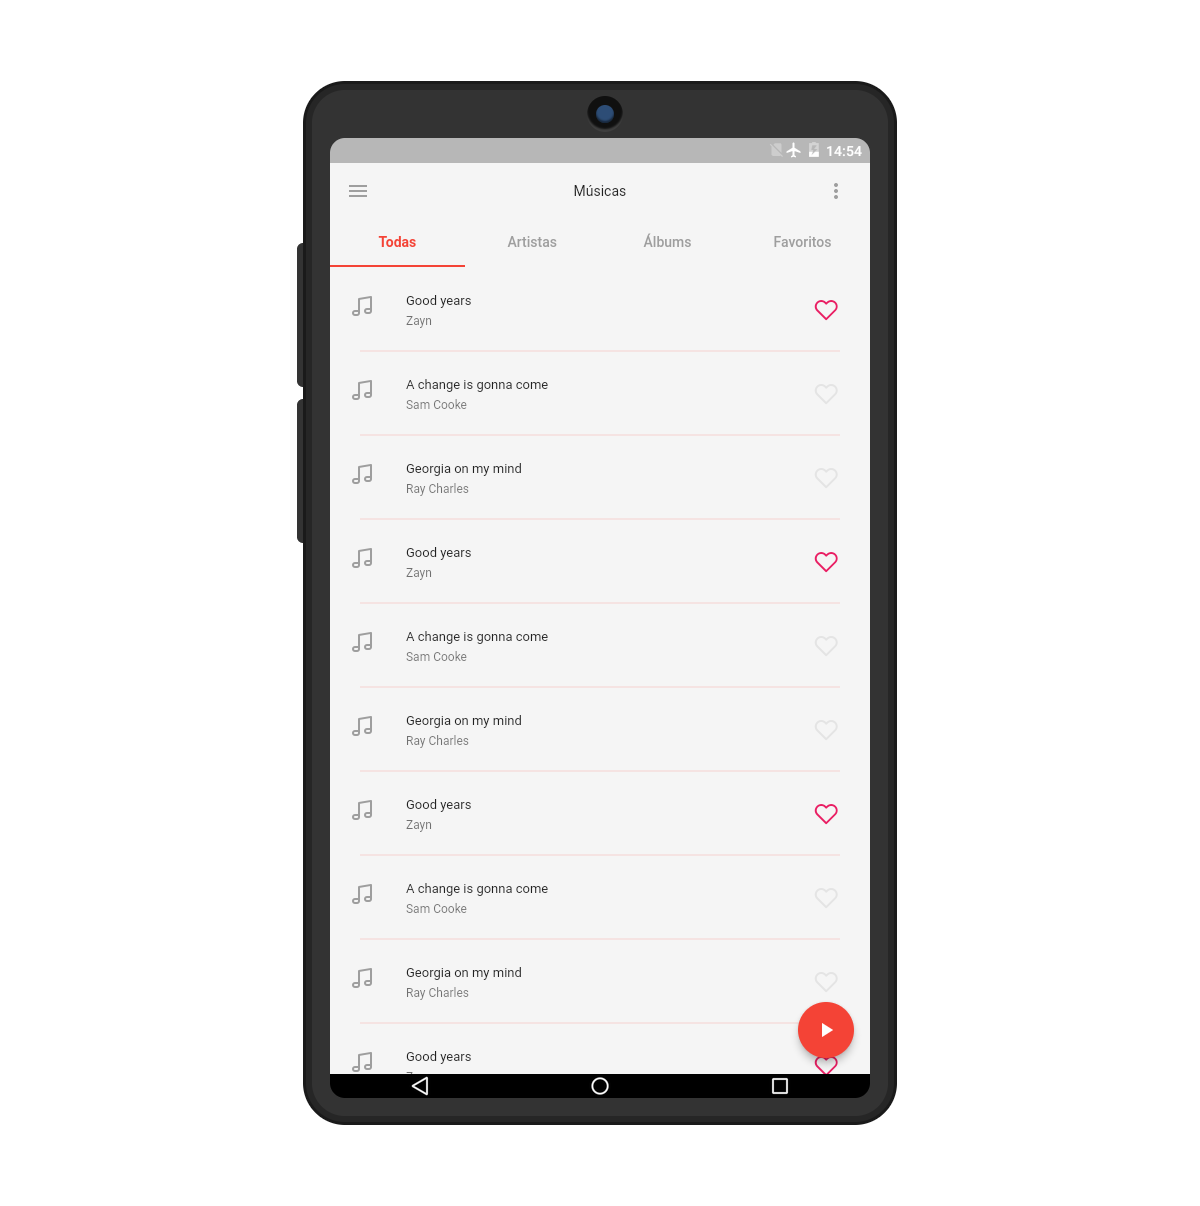 14:54
Músicas
Todas Artistas Álbums Favoritos
Good years
Zayn
A change is gonna come
Sam Cooke
Georgia on my mind
Ray Charles
Good years
Zayn
A change is gonna come
Sam Cooke
Georgia on my mind
Ray Charles
Good years
Zayn
A change is gonna come
Sam Cooke
Georgia on my mind
Ray Charles
Good years